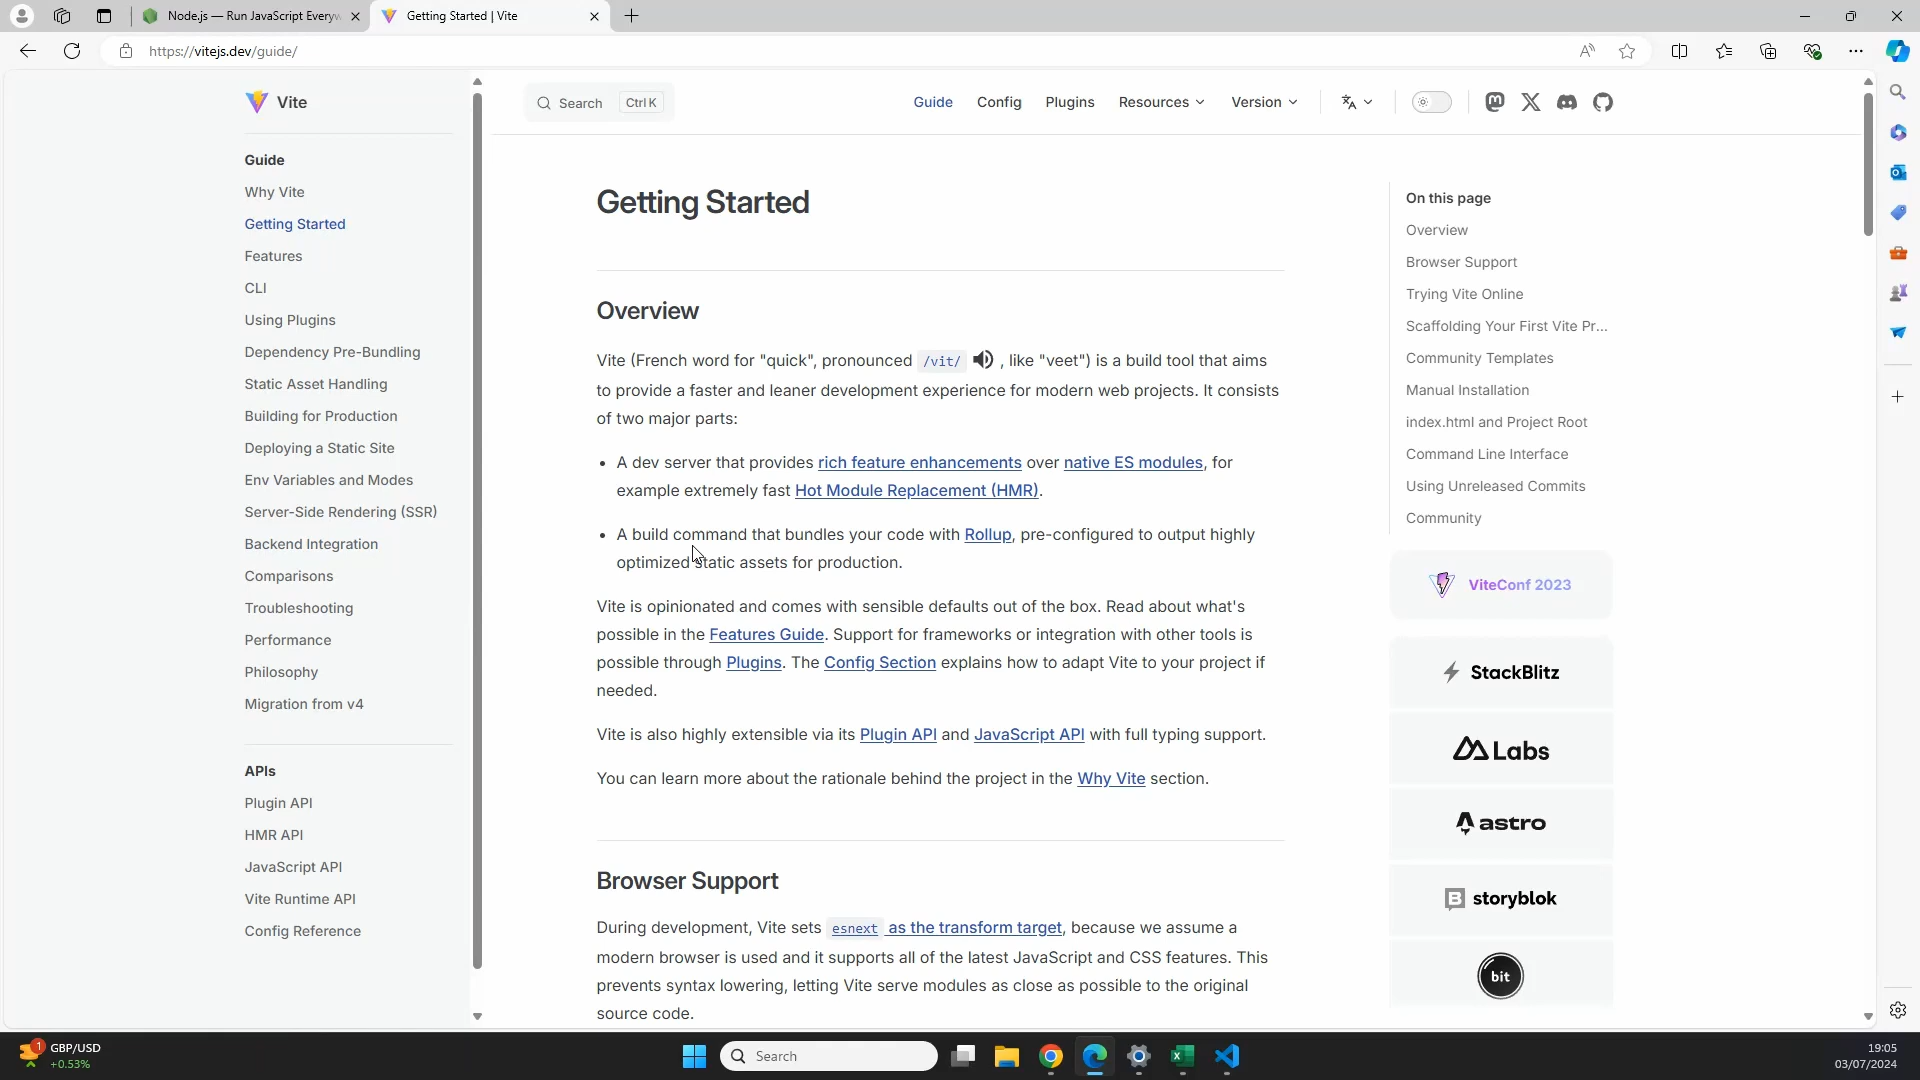 Node.js — Run JavaScript Everyw
Getting Started | Vite
https://vitejs.dev/guide/
Vite
Search
Ctrl K
Guide
Config
Plugins
Resources
Version
Guide
Why Vite
Getting Started
Features
CLI
Using Plugins
Dependency Pre-Bundling
Static Asset Handling
Building for Production
Deploying a Static Site
Env Variables and Modes
Server-Side Rendering (SSR)
Backend Integration
Comparisons
Troubleshooting
Performance
Philosophy
Migration from v4
APIs
Plugin API
HMR API
JavaScript API
Vite Runtime API
Config Reference
Getting Started
Overview
Vite (French word for "quick", pronounced /vit/ , like "veet") is a build tool that aims
to provide a faster and leaner development experience for modern web projects. It consists
of two major parts:
• A dev server that provides rich feature enhancements over native ES modules, for
example extremely fast Hot Module Replacement (HMR).
• A build command that bundles your code with Rollup, pre-configured to output highly
optimized static assets for production.
Vite is opinionated and comes with sensible defaults out of the box. Read about what's
possible in the Features Guide. Support for frameworks or integration with other tools is
possible through Plugins. The Config Section explains how to adapt Vite to your project if
needed.
Vite is also highly extensible via its Plugin API and JavaScript API with full typing support.
You can learn more about the rationale behind the project in the Why Vite section.
Browser Support
During development, Vite sets esnext as the transform target, because we assume a
modern browser is used and it supports all of the latest JavaScript and CSS features. This
prevents syntax lowering, letting Vite serve modules as close as possible to the original
source code.
On this page
Overview
Browser Support
Trying Vite Online
Scaffolding Your First Vite Pr...
Community Templates
Manual Installation
index.html and Project Root
Command Line Interface
Using Unreleased Commits
Community
ViteConf 2023
StackBlitz
Labs
astro
storyblok
bit
1
GBP/USD
+0.53%
Search
19:05
03/07/2024